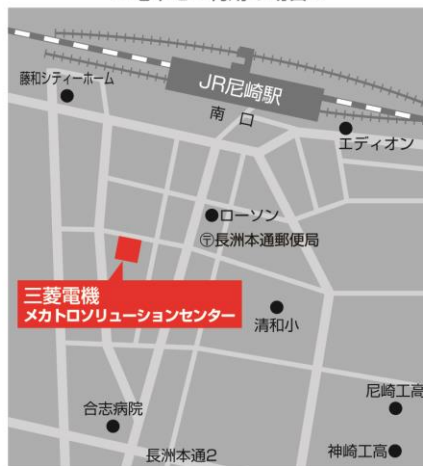 JR尼崎駅
藤和シティーホーム
南口
エディオン
ローソン
〒長洲本通郵便局
三菱電機
メカトロソリューションセンター
清和小
尼崎工高
合志病院
長洲本通2
神崎工高